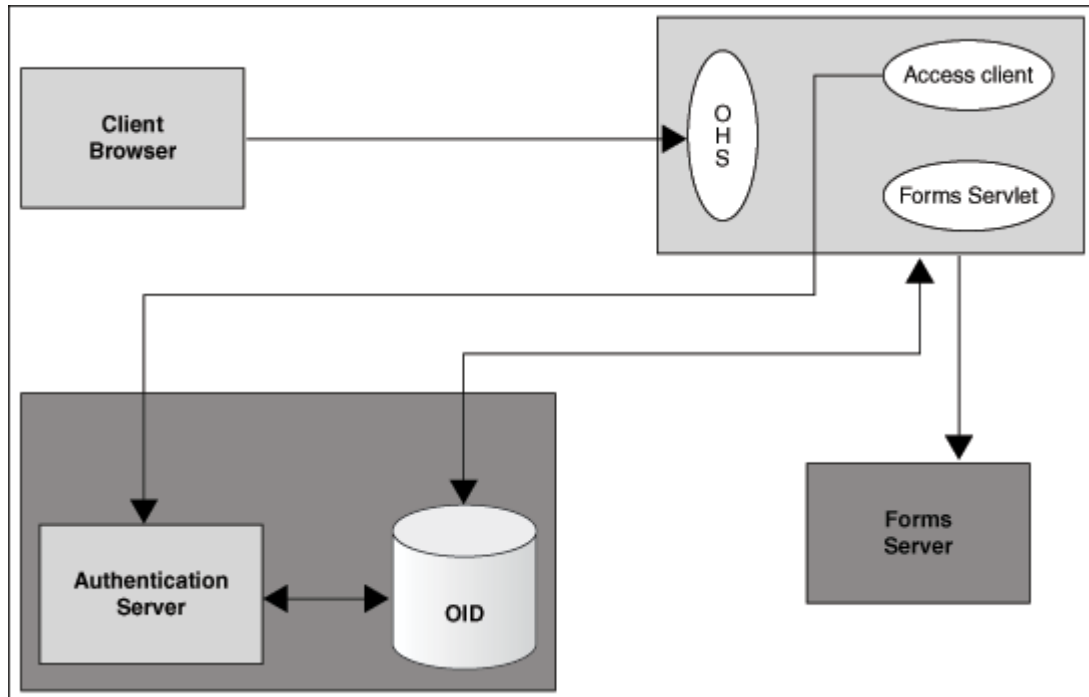 Client
Browser
O
H
S
Access client
Forms Servlet
Authentication
Server
OID
Forms
Server